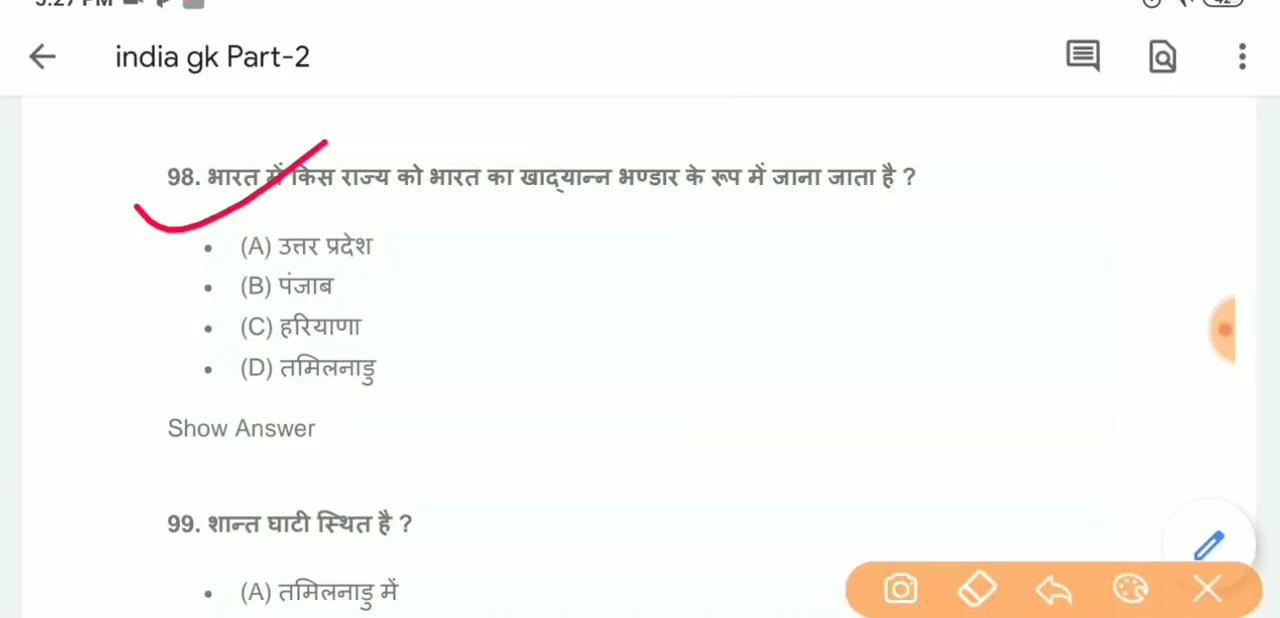 india gk Part-2
98. भारत में किस राज्य को भारत का खाद्यान्न भण्डार के रूप में जाना जाता है ?
• (A) उत्तर प्रदेश
• (B) पंजाब
• (C) हरियाणा
• (D) तमिलनाडु
Show Answer
99. शान्त घाटी स्थित है ?
• (A) तमिलनाडु में